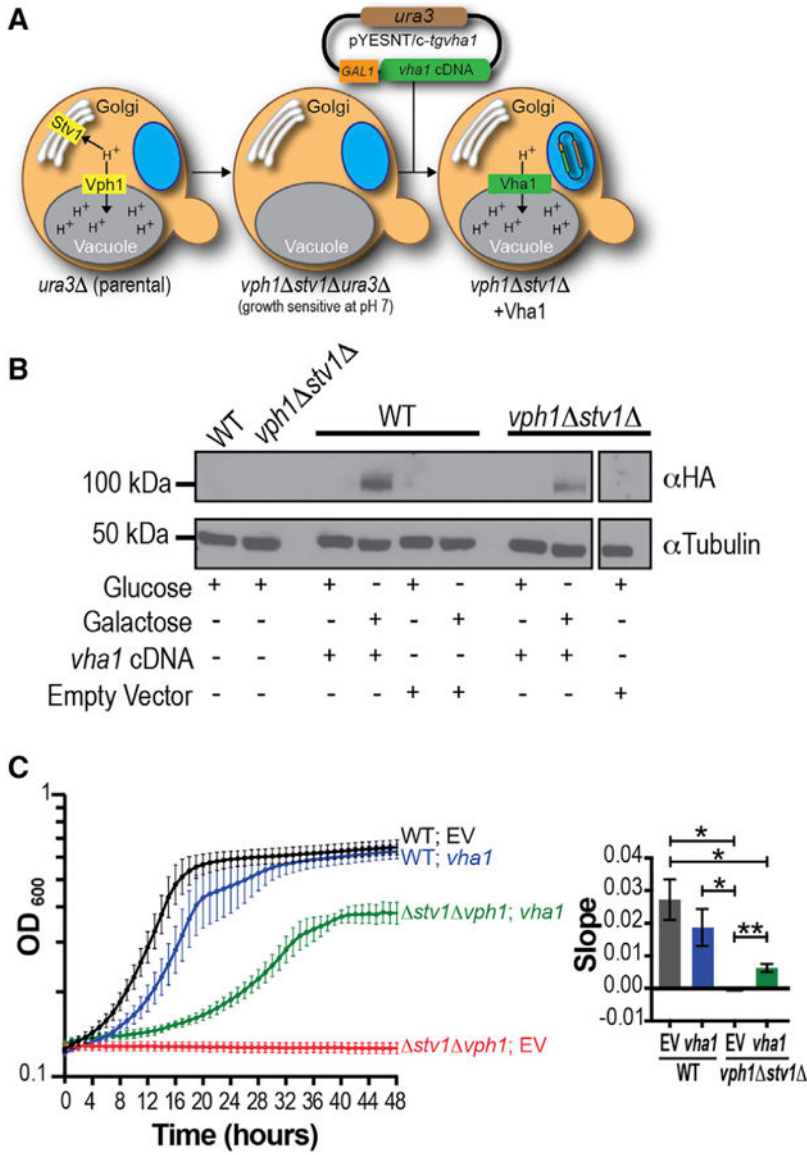 A
ura3
pYESNT/c-tgvha1
GAL1 vha1 cDNA
Golgi
Stv1
H+
Vph1
H+ H+ H+ H+ H+
Vacuole
ura3Δ (parental)
Golgi
Vacuole
vph1Δstv1Δura3Δ
(growth sensitive at pH 7)
Golgi
H+
Vha1
H+ H+ H+ H+ H+
Vacuole
vph1Δstv1Δ
+Vha1
B
WT vph1Δstv1Δ WT vph1Δstv1Δ
100 kDa αHA
50 kDa αTubulin
Glucose + + + - + - + - +
Galactose - - - + - + - + -
vha1 cDNA - - + + - - + + -
Empty Vector - - - - + + - - +
C
OD600
1
0.1
0 4 8 12 16 20 24 28 32 36 40 44 48
Time (hours)
WT; EV
WT; vha1
Δstv1Δvph1; vha1
Δstv1Δvph1; EV
Slope
0.04
0.03
0.02
0.01
0.00
-0.01
*
*
*
**
EV vha1 EV vha1
WT vph1Δstv1Δ